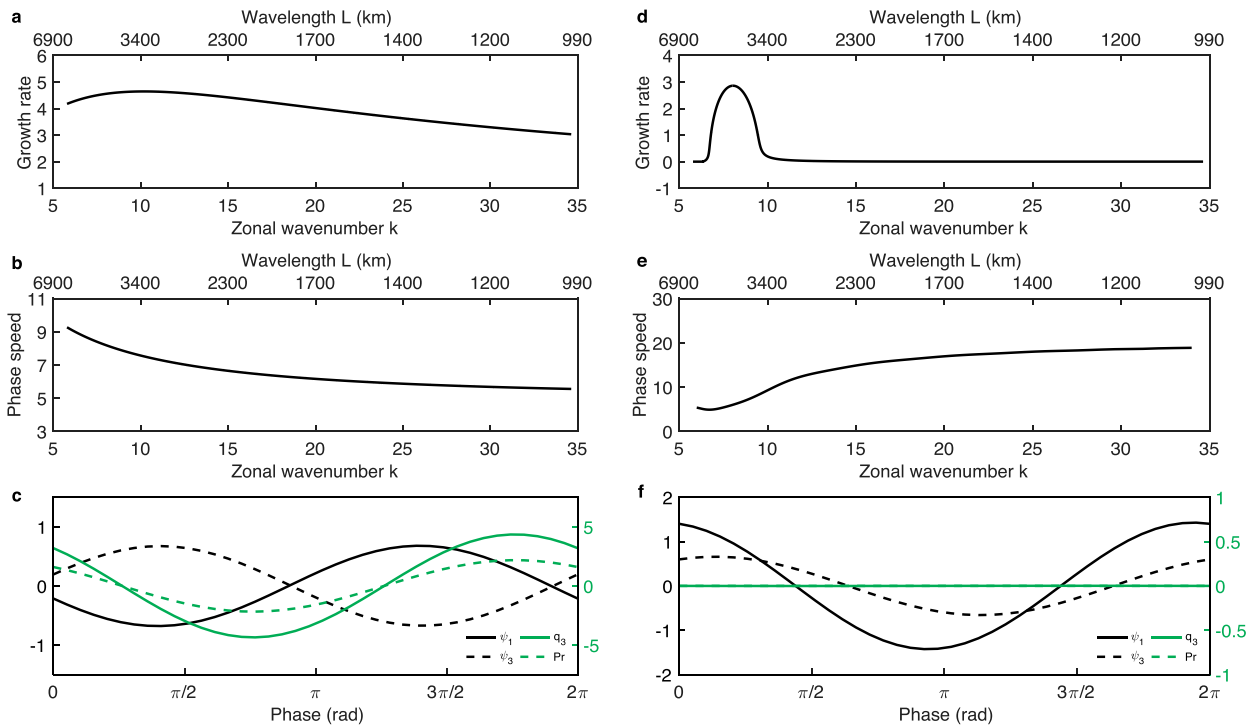 a
Wavelength L (km)
6900 3400 2300 1700 1400 1200 990
6
5
4
3
2
1
Growth rate
5 10 15 20 25 30 35
Zonal wavenumber k
b
Wavelength L (km)
6900 3400 2300 1700 1400 1200 990
11
9
7
5
3
Phase speed
5 10 15 20 25 30 35
Zonal wavenumber k
c
1
0
-1
5
0
-5
ψ₁ q₃
ψ₃ Pr
0 π/2 π 3π/2 2π
Phase (rad)
d
Wavelength L (km)
6900 3400 2300 1700 1400 1200 990
4
3
2
1
0
-1
Growth rate
5 10 15 20 25 30 35
Zonal wavenumber k
e
Wavelength L (km)
6900 3400 2300 1700 1400 1200 990
30
20
10
0
Phase speed
5 10 15 20 25 30 35
Zonal wavenumber k
f
2
1
0
-1
-2
1
0.5
0
-0.5
-1
ψ₁ q₃
ψ₃ Pr
0 π/2 π 3π/2 2π
Phase (rad)